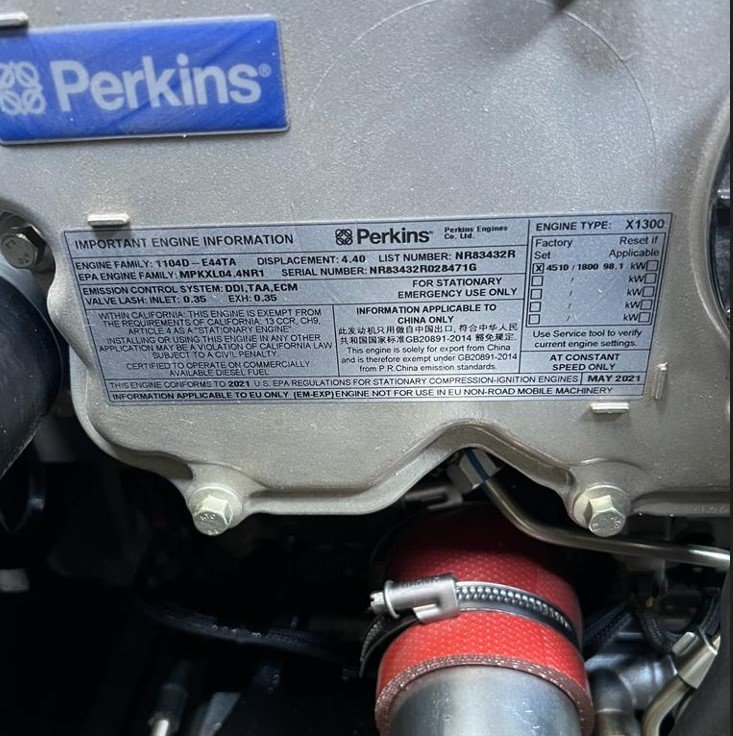 Perkins®
IMPORTANT ENGINE INFORMATION
Perkins®
Perkins Engines
Co. Ltd.
ENGINE TYPE: X1300
ENGINE FAMILY: 1104D - E44TA DISPLACEMENT: 4.40 LIST NUMBER: NR83432R
EPA ENGINE FAMILY: MPKXL04.4NR1 SERIAL NUMBER: NR83432R028471G
EMISSION CONTROL SYSTEM: DDI,TAA,ECM
VALVE LASH: INLET: 0.35 EXH: 0.35
FOR STATIONARY
EMERGENCY USE ONLY
WITHIN CALIFORNIA: THIS ENGINE IS EXEMPT FROM
THE REQUIREMENTS OF CALIFORNIA. 13 CCR, CH9,
ARTICLE 4 AS A "STATIONARY ENGINE".
INSTALLING OR USING THIS ENGINE IN ANY OTHER
APPLICATION MAY BE A VIOLATION OF CALIFORNIA LAW
SUBJECT TO A CIVIL PENALTY.
CERTIFIED TO OPERATE ON COMMERCIALLY
AVAILABLE DIESEL FUEL
INFORMATION APPLICABLE TO
CHINA ONLY
此发动机只用做自中国出口，符合中华人民
共和国国家标准GB20891-2014 豁免规定.
This engine is solely for export from China
and is therefore exempt under GB20891-2014
from P.R.China emission standards.
Factory Reset if
Set Applicable
X 4510 / 1800 98.1 kW
/ kW
/ kW
/ kW
Use Service tool to verify
current engine settings.
AT CONSTANT
SPEED ONLY
THIS ENGINE CONFORMS TO 2021 U.S. EPA REGULATIONS FOR STATIONARY COMPRESSION-IGNITION ENGINES MAY 2021
INFORMATION APPLICABLE TO EU ONLY (EM-EXP) ENGINE NOT FOR USE IN EU NON-ROAD MOBILE MACHINERY